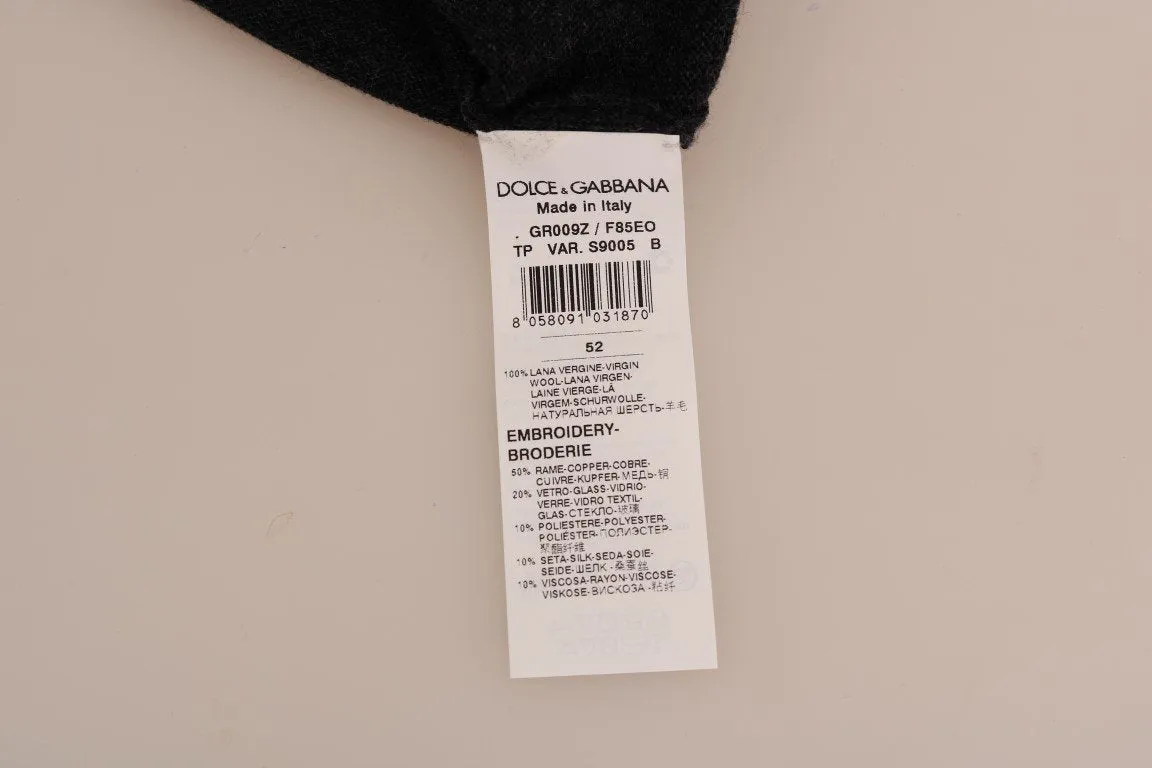 DOLCE & GABBANA
Made in Italy
. GR009Z / F85EO
TP VAR. S9005 B
8 058091 031870
52
100% LANA VERGINE-VIRGIN
WOOL-LANA VIRGEN-
LAINE VIERGE-LÃ
VIRGEM-SCHURWOLLE-
НАТУРАЛЬНАЯ ШЕРСТЬ-羊毛
EMBROIDERY-
BRODERIE
50% RAME-COPPER-COBRE-
CUIVRE-KUPFER-МЕДЬ-铜
20% VETRO-GLASS-VIDRIO-
VERRE-VIDRO TEXTIL-
GLAS-СТЕКЛО-玻璃
10% POLIESTERE-POLYESTER-
POLIÉSTER-ПОЛИЭСТЕР-
聚酯纤维
10% SETA-SILK-SEDA-SOIE-
SEIDE-ШЕЛК-桑蚕丝
10% VISCOSA-RAYON-VISCOSE-
VISKOSE-ВИСКОЗА-粘纤